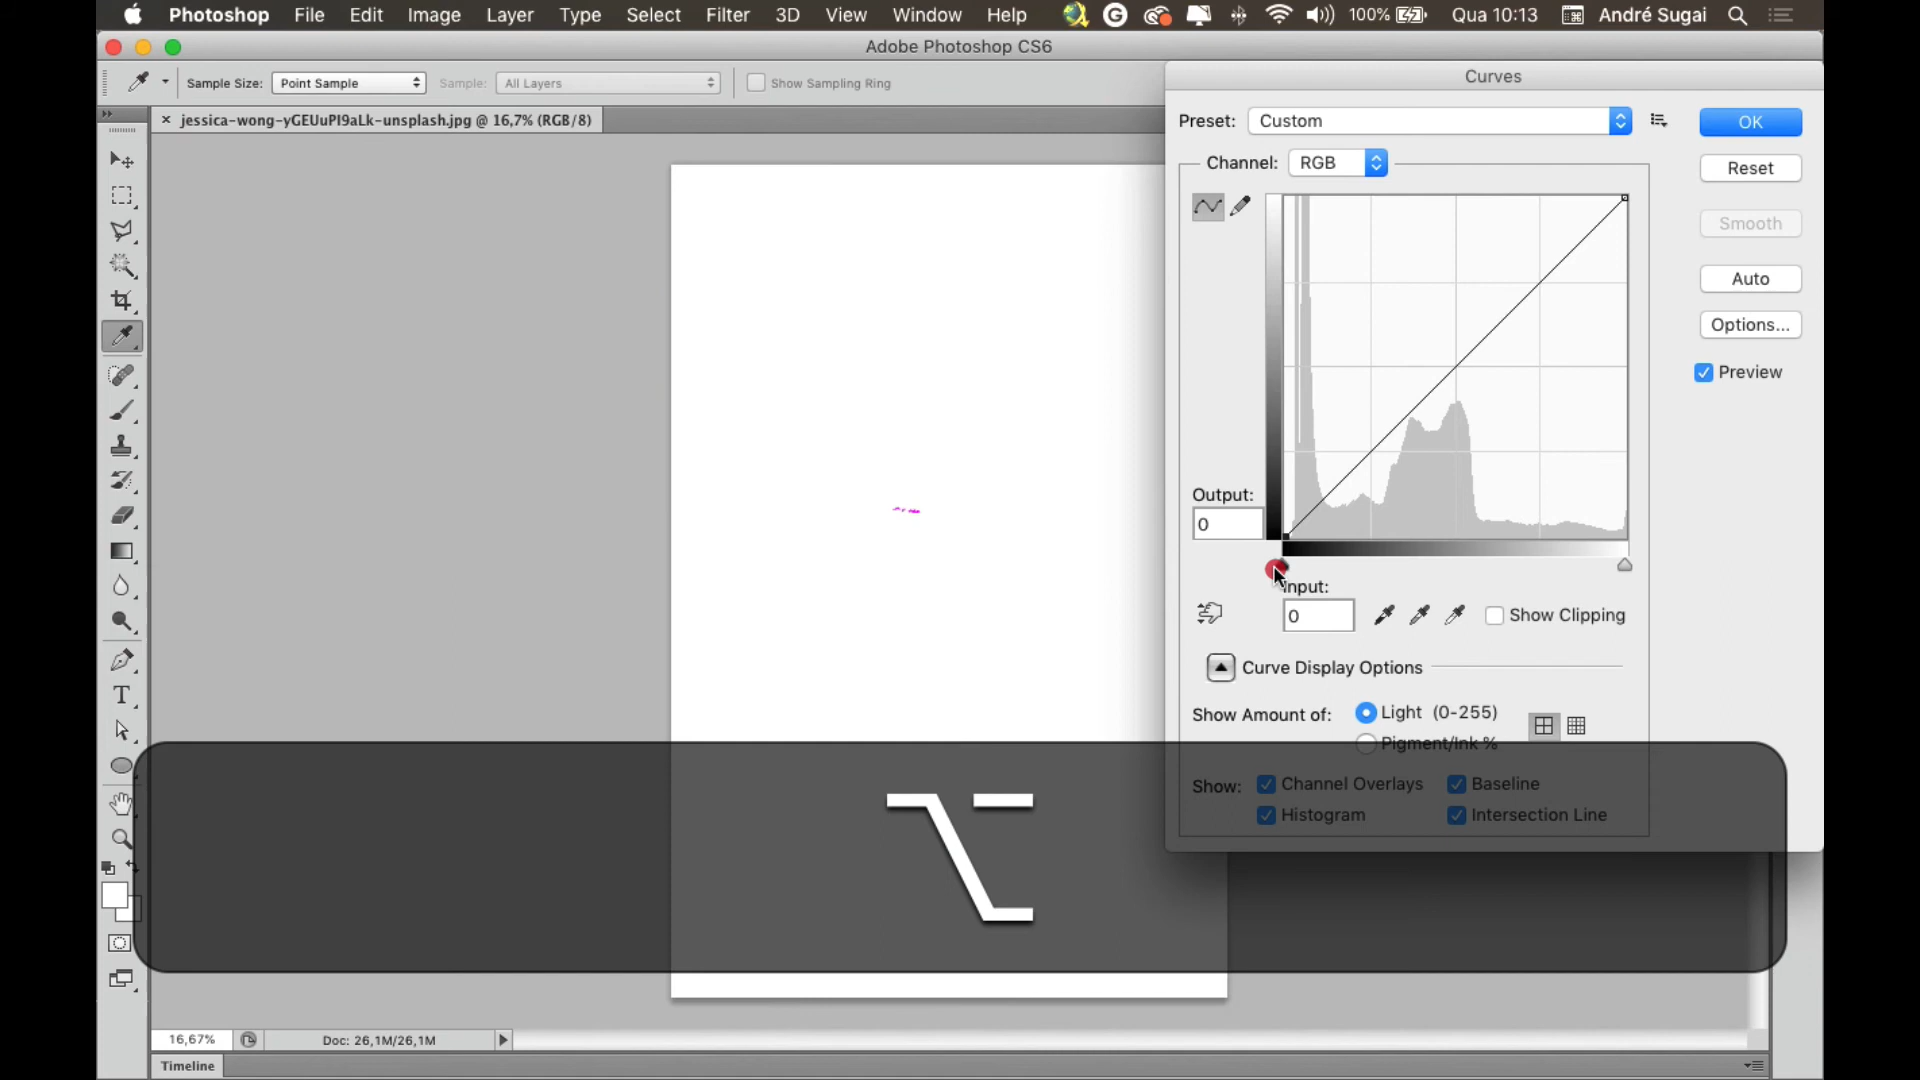 Photoshop File Edit Image Layer Type Select Filter 3D View Window Help 100% Qua 10:13 André Sugai
Adobe Photoshop CS6
Sample Size: Point Sample Sample: All Layers Show Sampling Ring
jessica-wong-yGEUuPI9aLk-unsplash.jpg @ 16,7% (RGB/8)
Curves
Preset: Custom
OK
Channel: RGB
Reset
Smooth
Auto
Options...
Preview
Output:
0
Input:
0
Show Clipping
Curve Display Options
Show Amount of: Light (0-255)
Pigment/Ink %
Show: Channel Overlays Baseline
Histogram Intersection Line
16,67% Doc: 26,1M/26,1M
Timeline